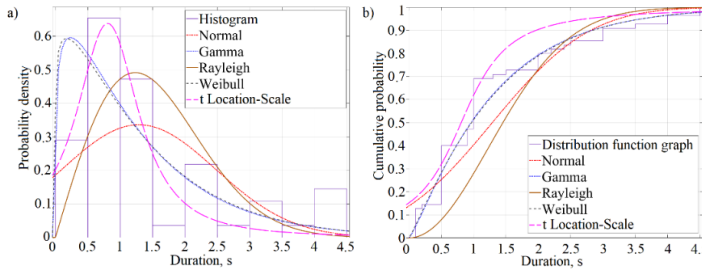 a)
Probability density
0.6
0.5
0.4
0.3
0.2
0.1
0
0 0.5 1 1.5 2 2.5 3 3.5 4 4.5
Duration, s
Histogram
Normal
Gamma
Rayleigh
Weibull
t Location-Scale
b)
Cumulative probability
1
0.9
0.8
0.7
0.6
0.5
0.4
0.3
0.2
0.1
0
0 0.5 1 1.5 2 2.5 3 3.5 4 4.5
Duration, s
Distribution function graph
Normal
Gamma
Rayleigh
Weibull
t Location-Scale